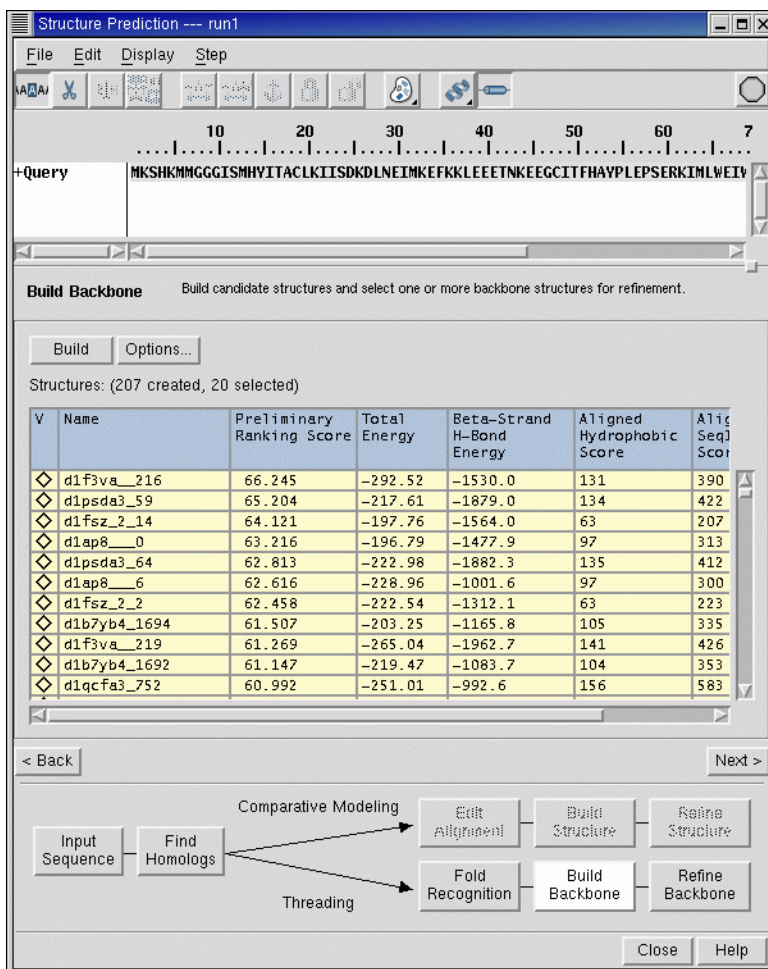 Structure Prediction --- run1
File Edit Display Step
10 20 30 40 50 60 7
+Query MKSHKMMGGGISMHYITACLKIISDKDLNEIMKEFKKLEEETNKEEGCITFHAYPLEPSERKIMLWEIV
Build Backbone Build candidate structures and select one or more backbone structures for refinement.
Build Options...
Structures: (207 created, 20 selected)
V Name Preliminary Ranking Score Total Energy Beta-Strand H-Bond Energy Aligned Hydrophobic Score
d1f3va__216 66.245 -292.52 -1530.0 131 390
d1psda3_59 65.204 -217.61 -1879.0 134 422
d1fsz_2_14 64.121 -197.76 -1564.0 63 207
d1ap8___0 63.216 -196.79 -1477.9 97 313
d1psda3_64 62.813 -222.98 -1882.3 135 412
d1ap8___6 62.616 -228.96 -1001.6 97 300
d1fsz_2_2 62.458 -222.54 -1312.1 63 223
d1b7yb4_1694 61.507 -203.25 -1165.8 105 335
d1f3va__219 61.269 -265.04 -1962.7 141 426
d1b7yb4_1692 61.147 -219.47 -1083.7 104 353
d1qcfa3_752 60.992 -251.01 -992.6 156 583
< Back Next >
Comparative Modeling
Edit Alignment Build Structure Refine Structure
Input Sequence Find Homologs
Fold Recognition Build Backbone Refine Backbone
Threading
Close Help